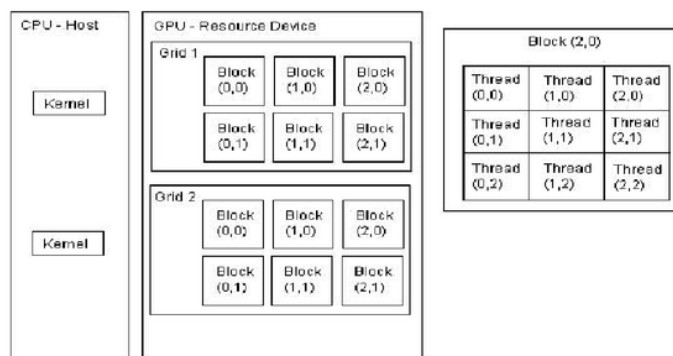 CPU - Host
GPU - Resource Device
Grid 1
Block Block Block
(0,0) (1,0) (2,0)
Kernel
Block Block Block
(0,1) (1,1) (2,1)
Grid 2
Block Block Block
(0,0) (1,0) (2,0)
Kernel
Block Block Block
(0,1) (1,1) (2,1)
Block (2,0)
Thread Thread Thread
(0,0) (1,0) (2,0)
Thread Thread Thread
(0,1) (1,1) (2,1)
Thread Thread Thread
(0,2) (1,2) (2,2)